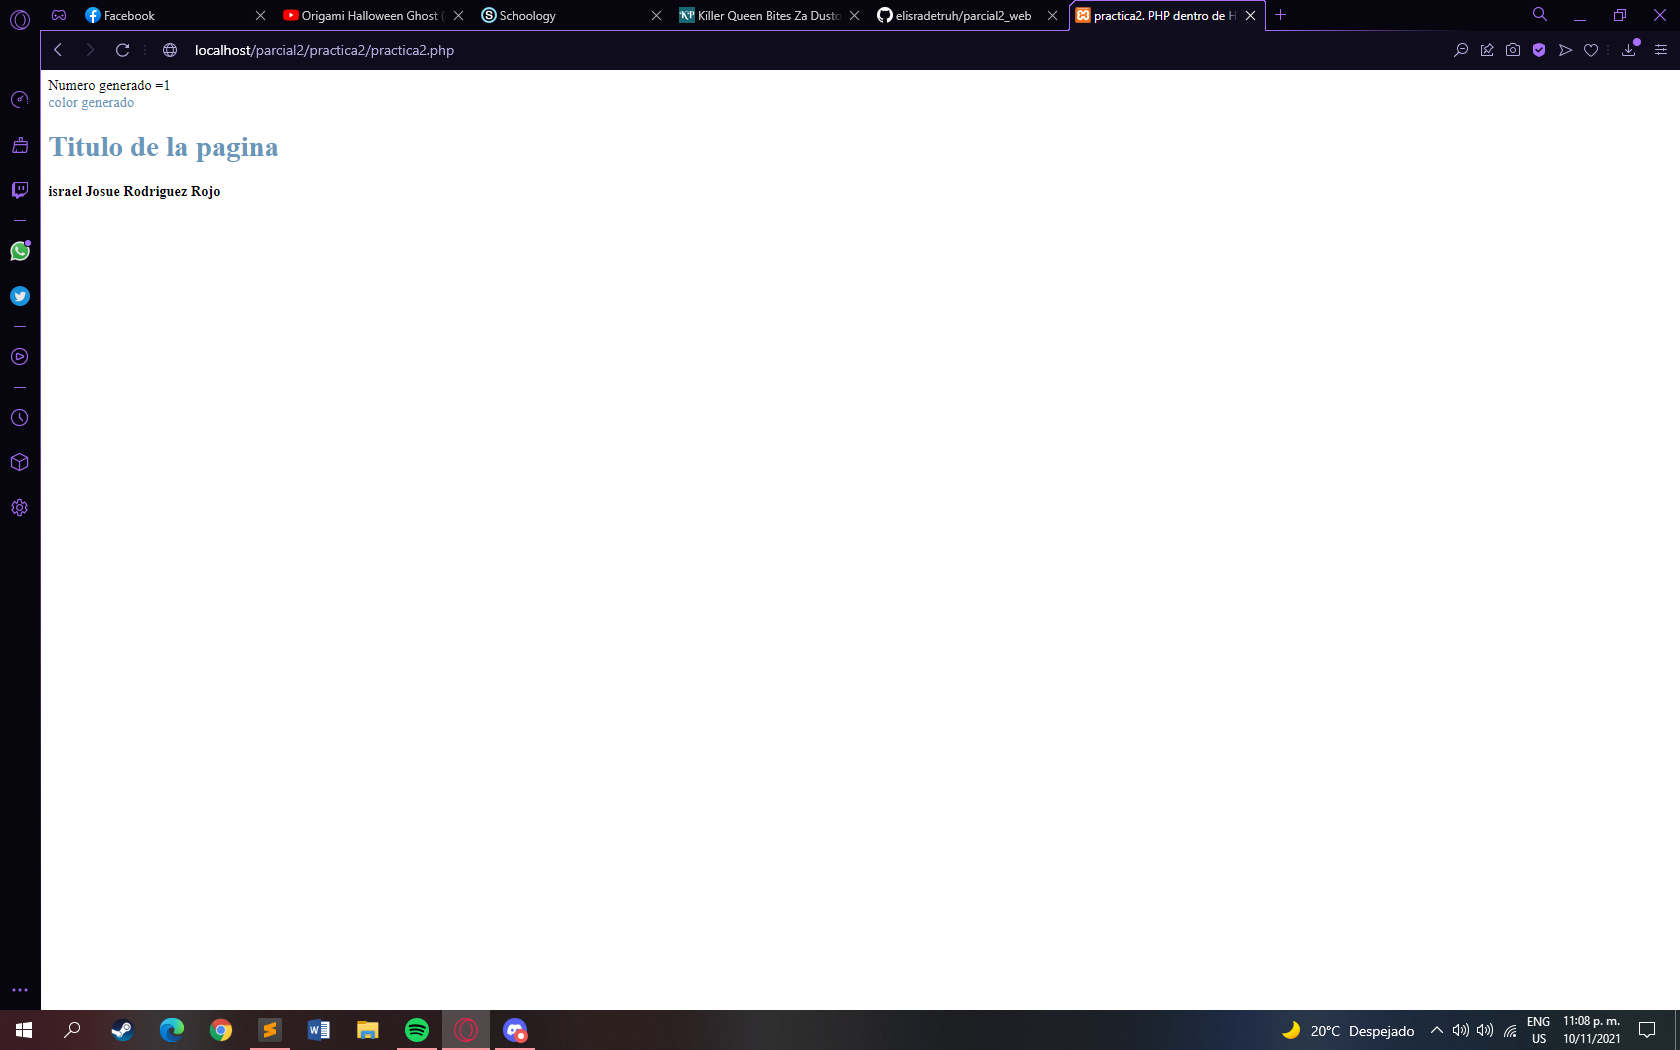 Facebook
Origami Halloween Ghost (
Schoology
Killer Queen Bites Za Dusto
elisradetruh/parcial2_web
practica2. PHP dentro de H
localhost/parcial2/practica2/practica2.php
Numero generado =1
color generado
Titulo de la pagina
israel Josue Rodriguez Rojo
20°C Despejado
ENG
US
11:08 p. m.
10/11/2021